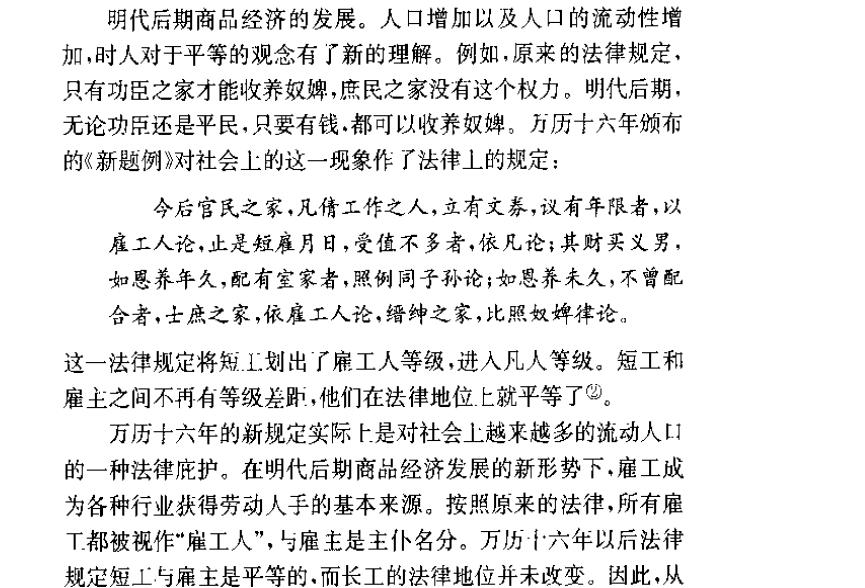 明代后期商品经济的发展。人口增加以及人口的流动性增
加,时人对于平等的观念有了新的理解。例如,原来的法律规定,
只有功臣之家才能收养奴婢,庶民之家没有这个权力。明代后期,
无论功臣还是平民,只要有钱,都可以收养奴婢。万历十六年颁布
的《新题例》对社会上的这一现象作了法律上的规定:
今后官民之家,凡倩工作之人,立有文券,议有年限者,以
雇工人论,止是短雇月日,受值不多者,依凡论;其财买义男,
如恩养年久,配有室家者,照例同子孙论;如恩养未久,不曾配
合者,士庶之家,依雇工人论,缙绅之家,比照奴婢律论。
这一法律规定将短工划出了雇工人等级,进入凡人等级。短工和
雇主之间不再有等级差距,他们在法律地位上就平等了②。
万历十六年的新规定实际上是对社会上越来越多的流动人口
的一种法律庇护。在明代后期商品经济发展的新形势下,雇工成
为各种行业获得劳动人手的基本来源。按照原来的法律,所有雇
工都被视作“雇工人”,与雇主是主仆名分。万历十六年以后法律
规定短工与雇主是平等的,而长工的法律地位并未改变。因此,从